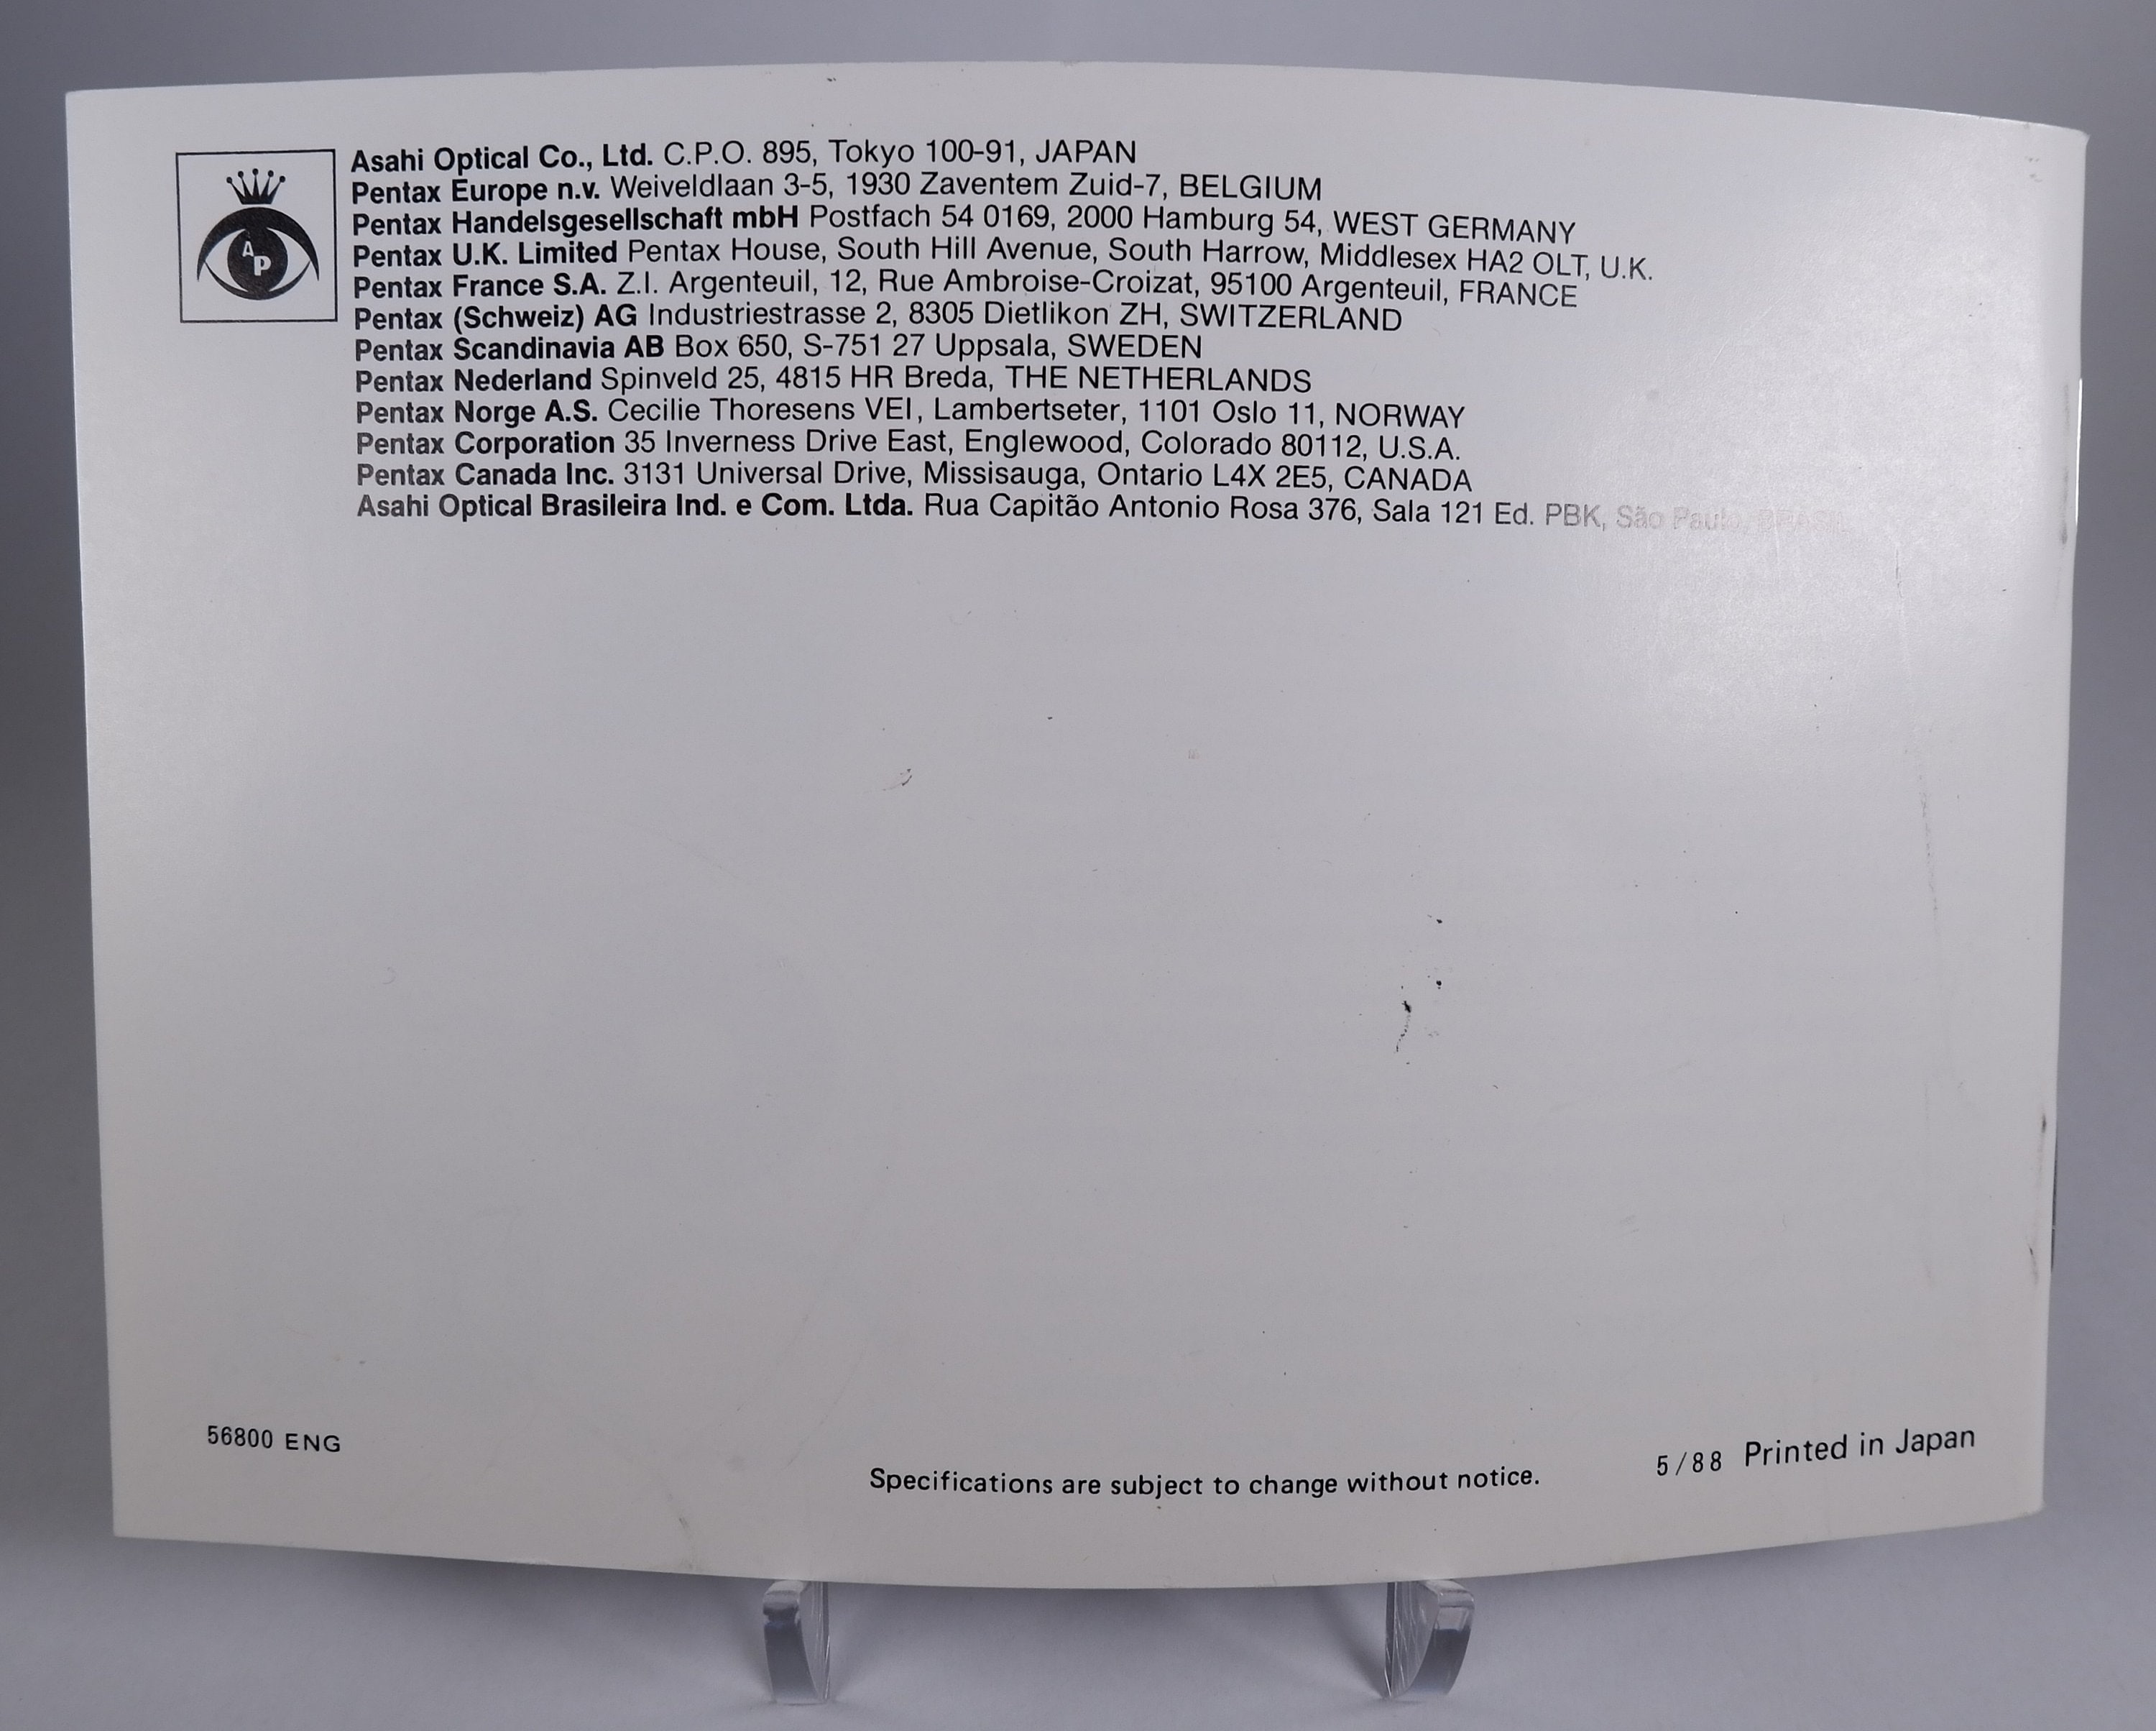 A
P
Asahi Optical Co., Ltd. C.P.O. 895, Tokyo 100-91, JAPAN
Pentax Europe n.v. Weiveldlaan 3-5, 1930 Zaventem Zuid-7, BELGIUM
Pentax Handelsgesellschaft mbH Postfach 54 0169, 2000 Hamburg 54, WEST GERMANY
Pentax U.K. Limited Pentax House, South Hill Avenue, South Harrow, Middlesex HA2 OLT, U.K.
Pentax France S.A. Z.I. Argenteuil, 12, Rue Ambroise-Croizat, 95100 Argenteuil, FRANCE
Pentax (Schweiz) AG Industriestrasse 2, 8305 Dietlikon ZH, SWITZERLAND
Pentax Scandinavia AB Box 650, S-751 27 Uppsala, SWEDEN
Pentax Nederland Spinveld 25, 4815 HR Breda, THE NETHERLANDS
Pentax Norge A.S. Cecilie Thoresens VEI, Lambertseter, 1101 Oslo 11, NORWAY
Pentax Corporation 35 Inverness Drive East, Englewood, Colorado 80112, U.S.A.
Pentax Canada Inc. 3131 Universal Drive, Missisauga, Ontario L4X 2E5, CANADA
Asahi Optical Brasileira Ind. e Com. Ltda. Rua Capitão Antonio Rosa 376, Sala 121 Ed. PBK, São Paulo, BRASIL
56800 ENG
Specifications are subject to change without notice.
5/88 Printed in Japan